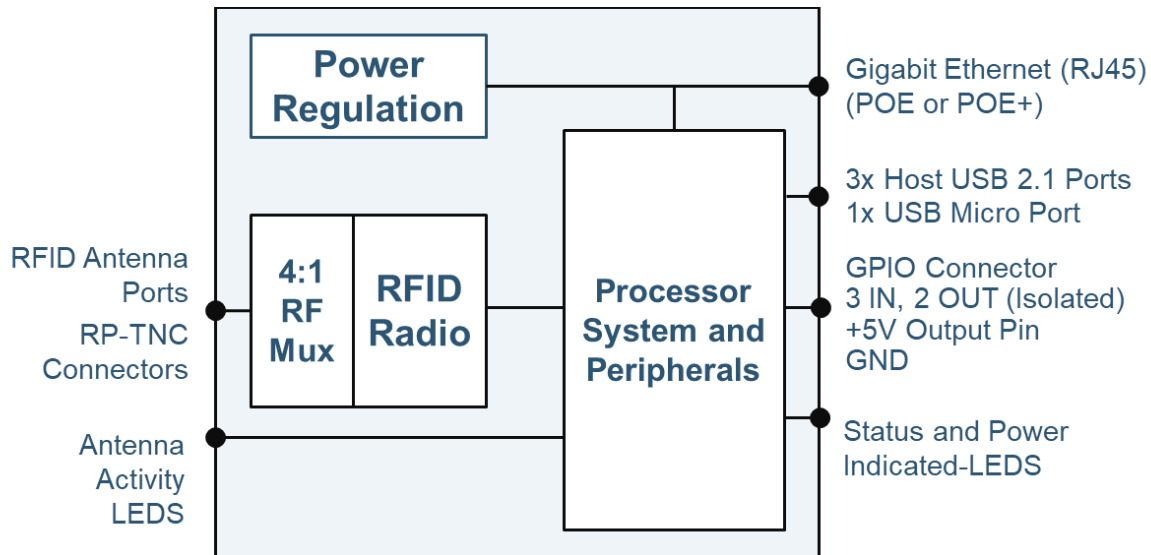 Power
Regulation
Gigabit Ethernet (RJ45)
(POE or POE+)
3x Host USB 2.1 Ports
1x USB Micro Port
RFID Antenna
Ports
RP-TNC
Connectors
4:1
RF
Mux
RFID
Radio
Processor
System and
Peripherals
GPIO Connector
3 IN, 2 OUT (Isolated)
+5V Output Pin
GND
Antenna
Activity
LEDS
Status and Power
Indicated-LEDS